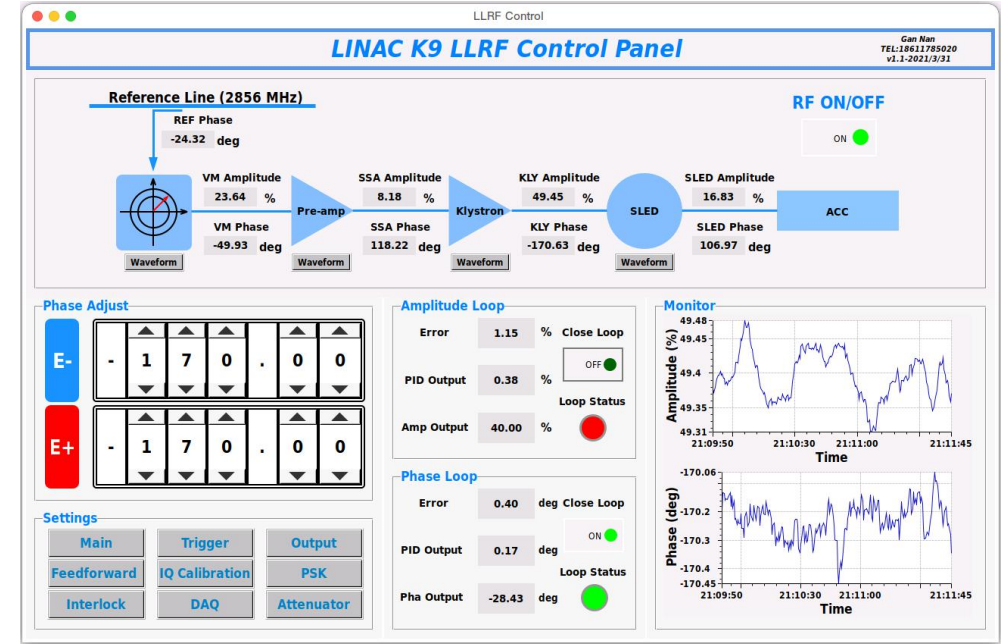 LLRF Control
LINAC K9 LLRF Control Panel
Gan Nan
TEL:18611785020
v1.1-2021/3/31
Reference Line (2856 MHz)
RF ON/OFF
REF Phase
-24.32 deg
ON
VM Amplitude
23.64 %
SSA Amplitude
8.18 %
KLY Amplitude
49.45 %
SLED Amplitude
16.83 %
Pre-amp
Klystron
SLED
ACC
VM Phase
-49.93 deg
SSA Phase
118.22 deg
KLY Phase
-170.63 deg
SLED Phase
106.97 deg
Waveform
Waveform
Waveform
Waveform
Phase Adjust
E-
- 1 7 0 . 0 0
E+
- 1 7 0 . 0 0
Settings
Main Trigger Output
Feedforward IQ Calibration PSK
Interlock DAQ Attenuator
Amplitude Loop
Error 1.15 % Close Loop
OFF
PID Output 0.38 %
Loop Status
Amp Output 40.00 %
Phase Loop
Error 0.40 deg Close Loop
ON
PID Output 0.17 deg
Loop Status
Pha Output -28.43 deg
Monitor
Amplitude (%)
49.48
49.45
49.4
49.35
49.31
21:09:50 21:10:30 21:11:00 21:11:45
Time
Phase (deg)
-170.06
-170.2
-170.3
-170.4
-170.45
21:09:50 21:10:30 21:11:00 21:11:45
Time